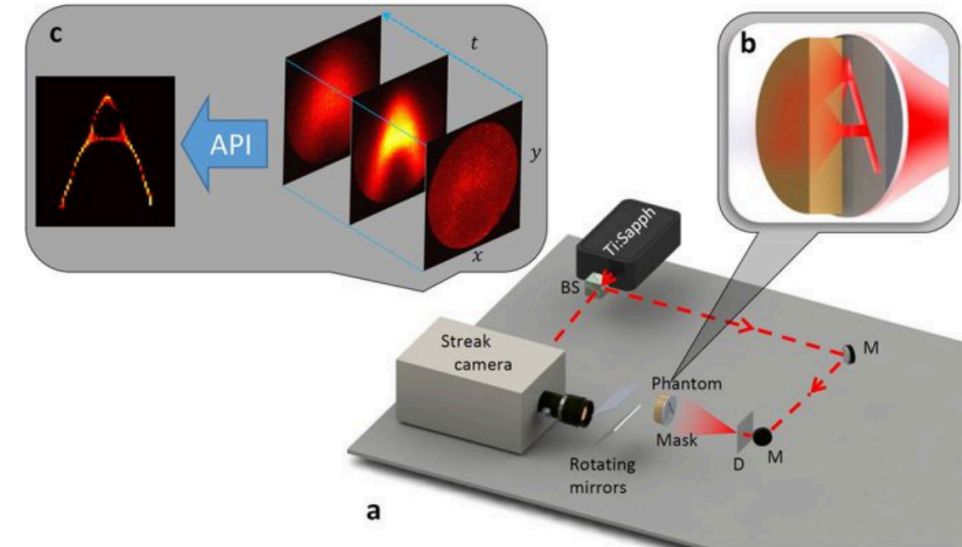 c
API
t
y
x
b
Ti:Sapph
BS
Streak
camera
M
Phantom
Mask
D
M
Rotating
mirrors
a